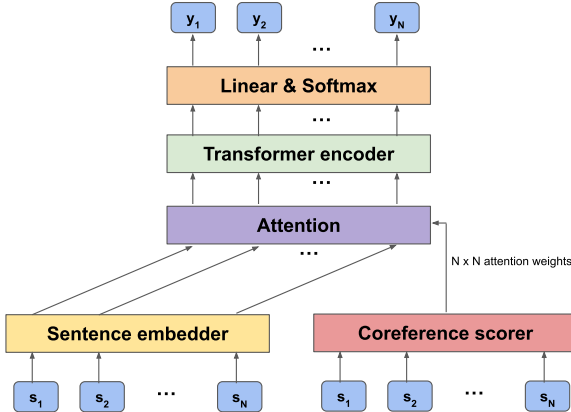 y1 y2 ... yN
Linear & Softmax
...
Transformer encoder
...
Attention
...
N x N attention weights
Sentence embedder
Coreference scorer
s1 s2 ... sN s1 s2 ... sN